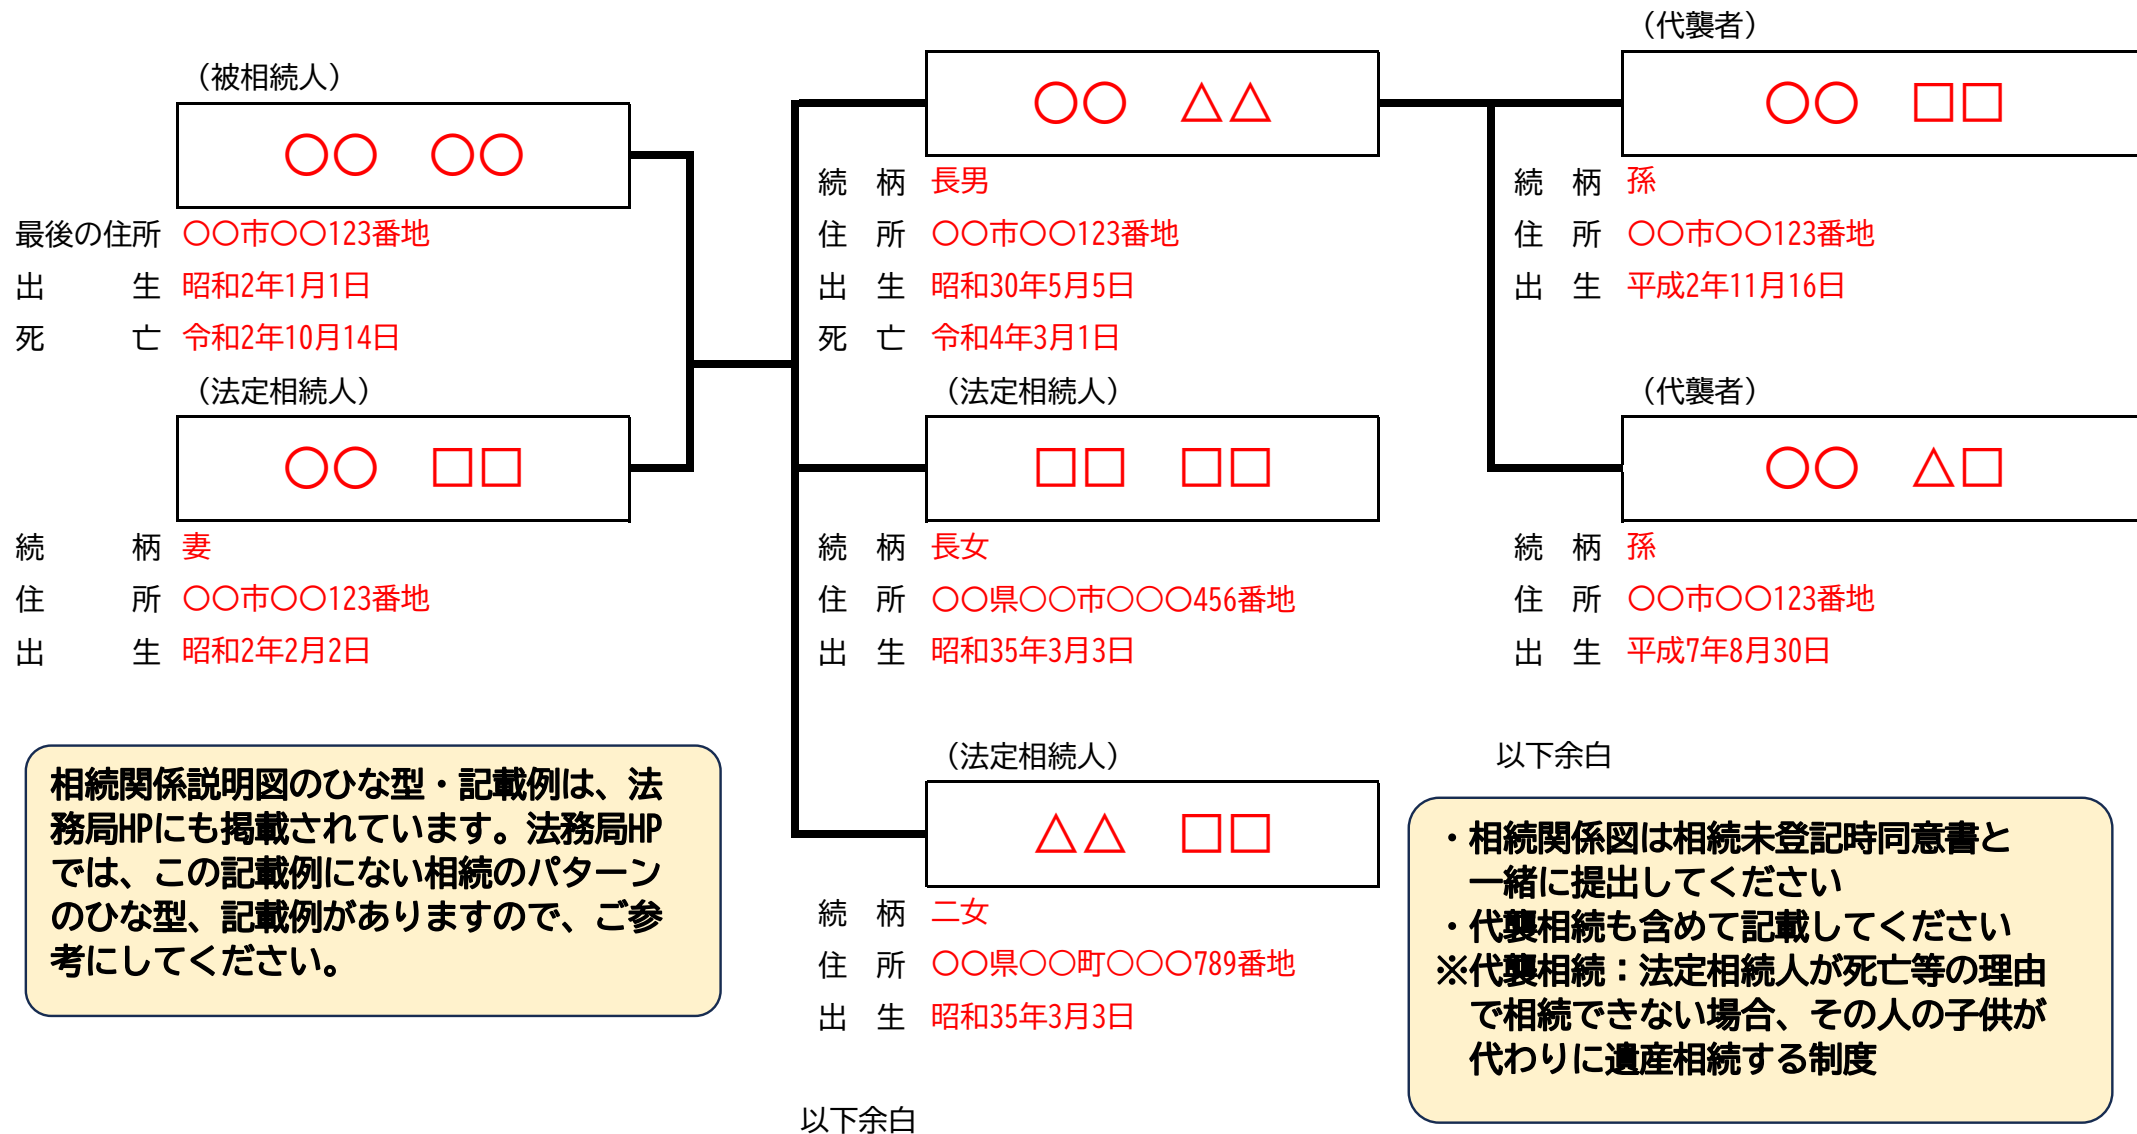 （被相続人）
○○　○○
最後の住所　○○市○○123番地
出　　　生　昭和2年1月1日
死　　　亡　令和2年10月14日
（法定相続人）
○○　□□
続　　　柄　妻
住　　　所　○○市○○123番地
出　　　生　昭和2年2月2日
○○　△△
続　柄　長男
住　所　○○市○○123番地
出　生　昭和30年5月5日
死　亡　令和4年3月1日
（法定相続人）
□□　□□
続　柄　長女
住　所　○○県○○市○○○456番地
出　生　昭和35年3月3日
（法定相続人）
△△　□□
続　柄　二女
住　所　○○県○○町○○○789番地
出　生　昭和35年3月3日
以下余白
（代襲者）
○○　□□
続　柄　孫
住　所　○○市○○123番地
出　生　平成2年11月16日
（代襲者）
○○　△□
続　柄　孫
住　所　○○市○○123番地
出　生　平成7年8月30日
以下余白
相続関係説明図のひな型・記載例は、法
務局HPにも掲載されています。法務局HP
では、この記載例にない相続のパターン
のひな型、記載例がありますので、ご参
考にしてください。
・相続関係図は相続未登記時同意書と
一緒に提出してください
・代襲相続も含めて記載してください
※代襲相続：法定相続人が死亡等の理由
で相続できない場合、その人の子供が
代わりに遺産相続する制度